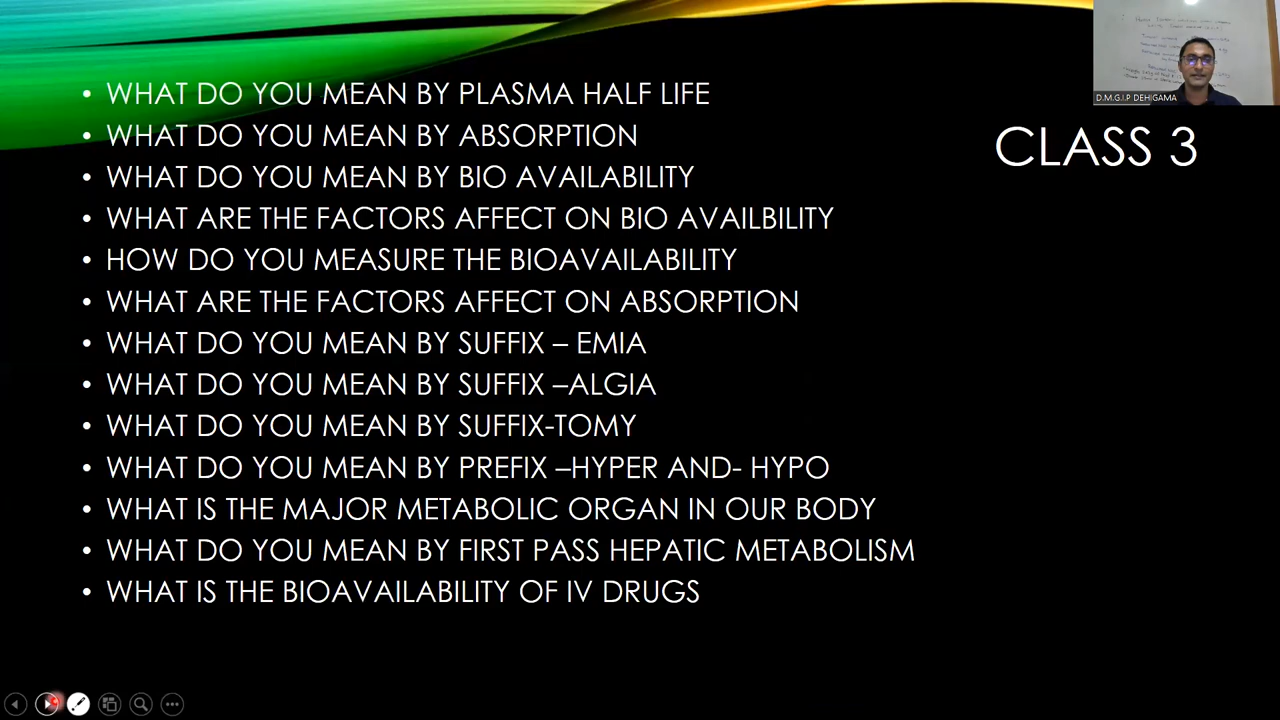 • WHAT DO YOU MEAN BY PLASMA HALF LIFE
• WHAT DO YOU MEAN BY ABSORPTION
• WHAT DO YOU MEAN BY BIO AVAILABILITY
• WHAT ARE THE FACTORS AFFECT ON BIO AVAILBILITY
• HOW DO YOU MEASURE THE BIOAVAILABILITY
• WHAT ARE THE FACTORS AFFECT ON ABSORPTION
• WHAT DO YOU MEAN BY SUFFIX – EMIA
• WHAT DO YOU MEAN BY SUFFIX –ALGIA
• WHAT DO YOU MEAN BY SUFFIX-TOMY
• WHAT DO YOU MEAN BY PREFIX –HYPER AND- HYPO
• WHAT IS THE MAJOR METABOLIC ORGAN IN OUR BODY
• WHAT DO YOU MEAN BY FIRST PASS HEPATIC METABOLISM
• WHAT IS THE BIOAVAILABILITY OF IV DRUGS
CLASS 3
D.M.G.I.P DEHIGAMA